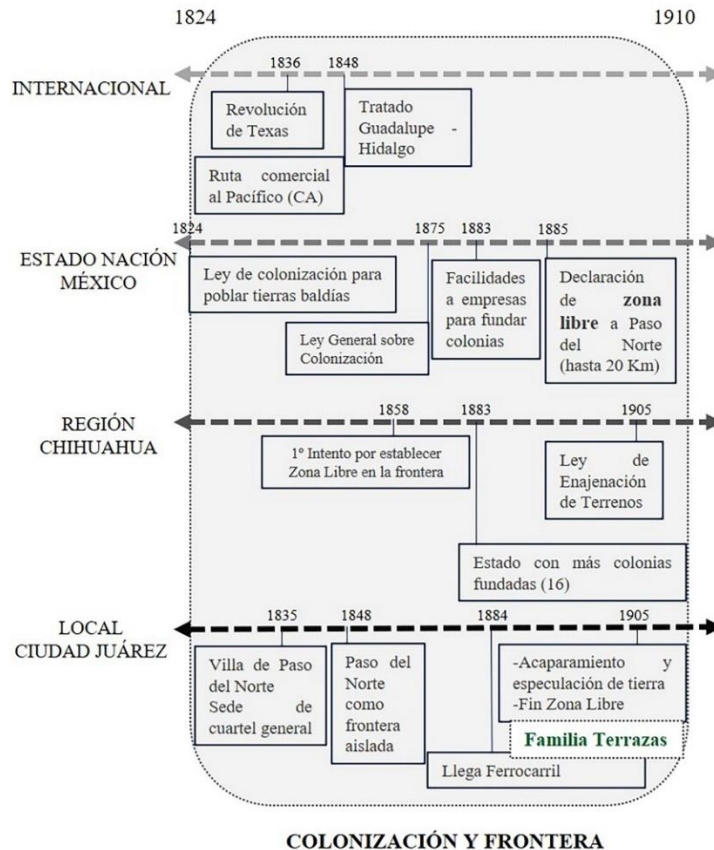 1824
1910
INTERNACIONAL
1836
1848
Revolución
de Texas
Tratado
Guadalupe -
Hidalgo
Ruta comercial
al Pacífico (CA)
ESTADO NACIÓN
MÉXICO
1824
1875
1883
1885
Ley de colonización para
poblar tierras baldías
Ley General sobre
Colonización
Facilidades
a empresas
para fundar
colonias
Declaración
de zona
libre a Paso
del Norte
(hasta 20 Km)
REGIÓN
CHIHUAHUA
1858
1883
1905
1º Intento por establecer
Zona Libre en la frontera
Ley de
Enajenación
de Terrenos
Estado con más colonias
fundadas (16)
LOCAL
CIUDAD JUÁREZ
1835
1848
1884
1905
Villa de Paso
del Norte
Sede de
cuartel general
Paso del
Norte
como
frontera
aislada
-Acaparamiento y
especulación de tierra
-Fin Zona Libre
Familia Terrazas
Llega Ferrocarril
COLONIZACIÓN Y FRONTERA